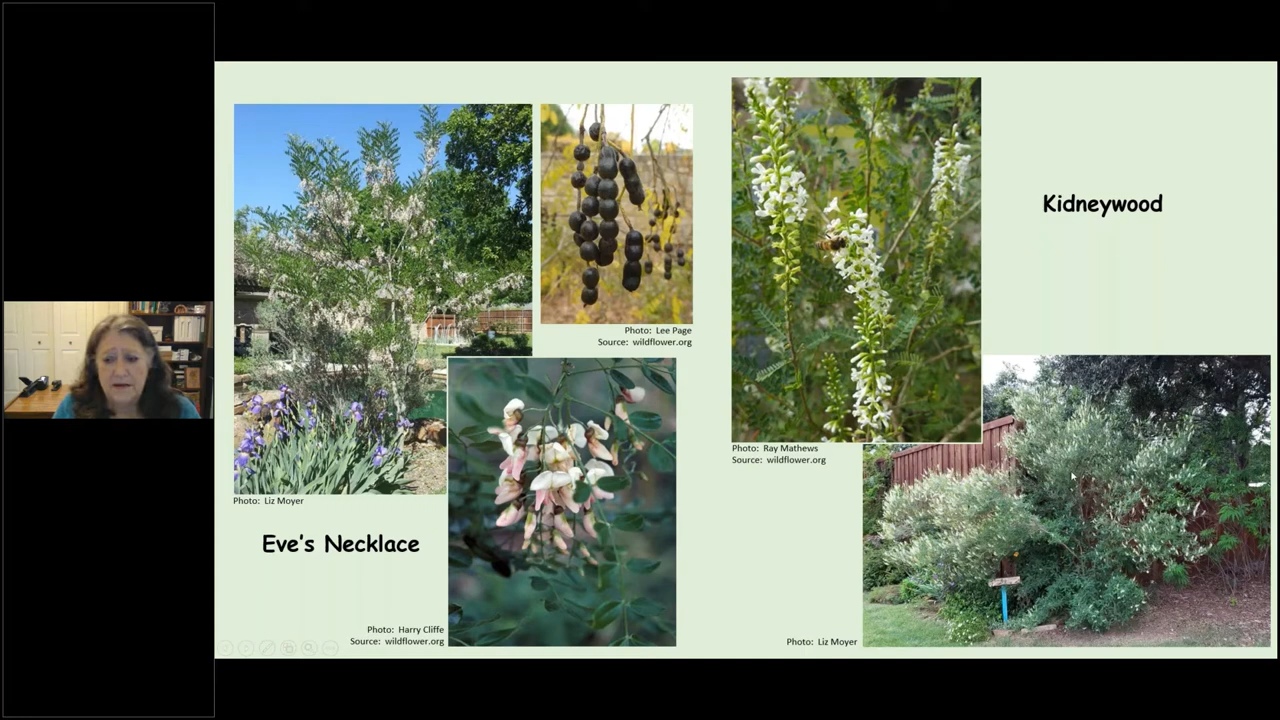 Photo: Lee Page
Source: wildflower.org
Photo: Liz Moyer
Eve's Necklace
Photo: Harry Cliffe
Source: wildflower.org
Kidneywood
Photo: Ray Mathews
Source: wildflower.org
Photo: Liz Moyer